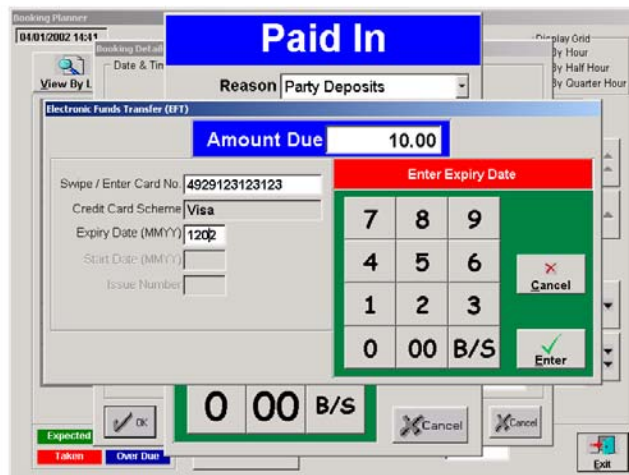 Booking Planner
04/01/2002 14:41
View By L
Booking Detail
Date & Tin
Paid In
Reason Party Deposits
Display Grid
By Hour
By Half Hour
By Quarter Hour
Electronic Funds Transfer (EFT)
Amount Due 10.00
Swipe / Enter Card No. 4929123123123
Credit Card Scheme Visa
Expiry Date (MMYY) 1202
Start Date (MMYY)
Issue Number
Enter Expiry Date
7 8 9
4 5 6
1 2 3
0 00 B/S
Cancel
Enter
0 00 B/S
OK
Cancel
Cancel
Expected
Taken
Over Due
Exit